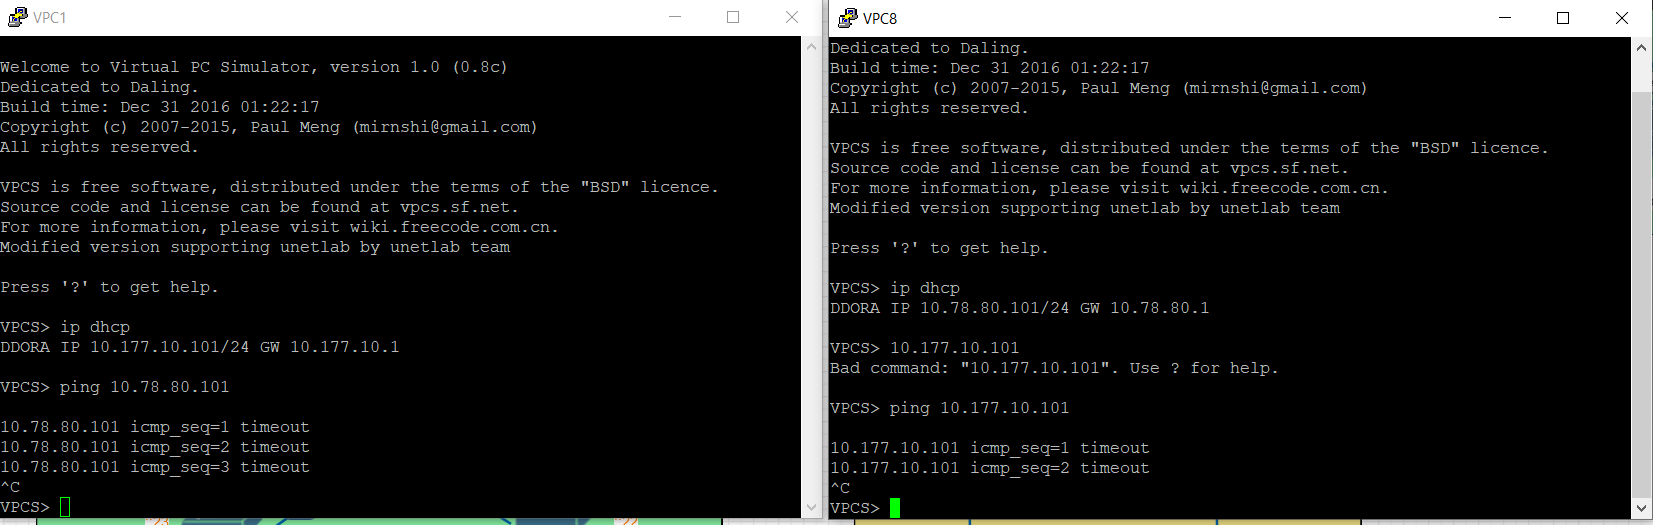 VPC1
Welcome to Virtual PC Simulator, version 1.0 (0.8c)
Dedicated to Daling.
Build time: Dec 31 2016 01:22:17
Copyright (c) 2007-2015, Paul Meng (mirnshi@gmail.com)
All rights reserved.
VPCS is free software, distributed under the terms of the "BSD" licence.
Source code and license can be found at vpcs.sf.net.
For more information, please visit wiki.freecode.com.cn.
Modified version supporting unetlab by unetlab team
Press '?' to get help.
VPCS> ip dhcp
DDORA IP 10.177.10.101/24 GW 10.177.10.1
VPCS> ping 10.78.80.101
10.78.80.101 icmp_seq=1 timeout
10.78.80.101 icmp_seq=2 timeout
10.78.80.101 icmp_seq=3 timeout
^C
VPCS>
VPC8
Dedicated to Daling.
Build time: Dec 31 2016 01:22:17
Copyright (c) 2007-2015, Paul Meng (mirnshi@gmail.com)
All rights reserved.
VPCS is free software, distributed under the terms of the "BSD" licence.
Source code and license can be found at vpcs.sf.net.
For more information, please visit wiki.freecode.com.cn.
Modified version supporting unetlab by unetlab team
Press '?' to get help.
VPCS> ip dhcp
DDORA IP 10.78.80.101/24 GW 10.78.80.1
VPCS> 10.177.10.101
Bad command: "10.177.10.101". Use ? for help.
VPCS> ping 10.177.10.101
10.177.10.101 icmp_seq=1 timeout
10.177.10.101 icmp_seq=2 timeout
^C
VPCS>